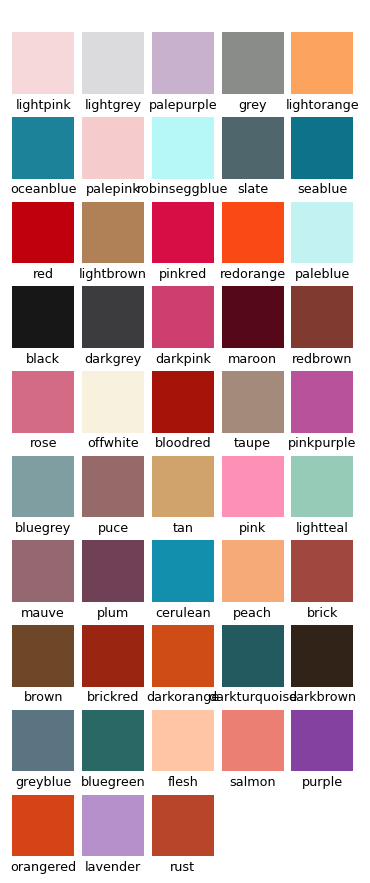 lightpink lightgrey palepurple grey lightorange
oceanblue palepink robinseggblue slate seablue
red lightbrown pinkred redorange paleblue
black darkgrey darkpink maroon redbrown
rose offwhite bloodred taupe pinkpurple
bluegrey puce tan pink lightteal
mauve plum cerulean peach brick
brown brickred darkorange darkturquoise darkbrown
greyblue bluegreen flesh salmon purple
orangered lavender rust